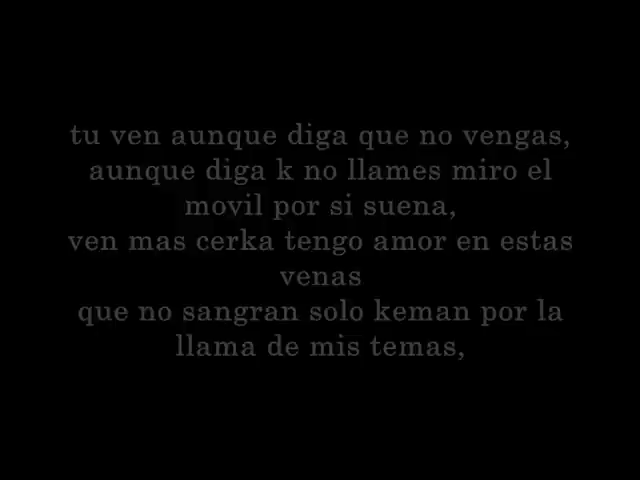 tu ven aunque diga que no vengas,
aunque diga k no llames miro el
movil por si suena,
ven mas cerka tengo amor en estas
venas
que no sangran solo keman por la
llama de mis temas,